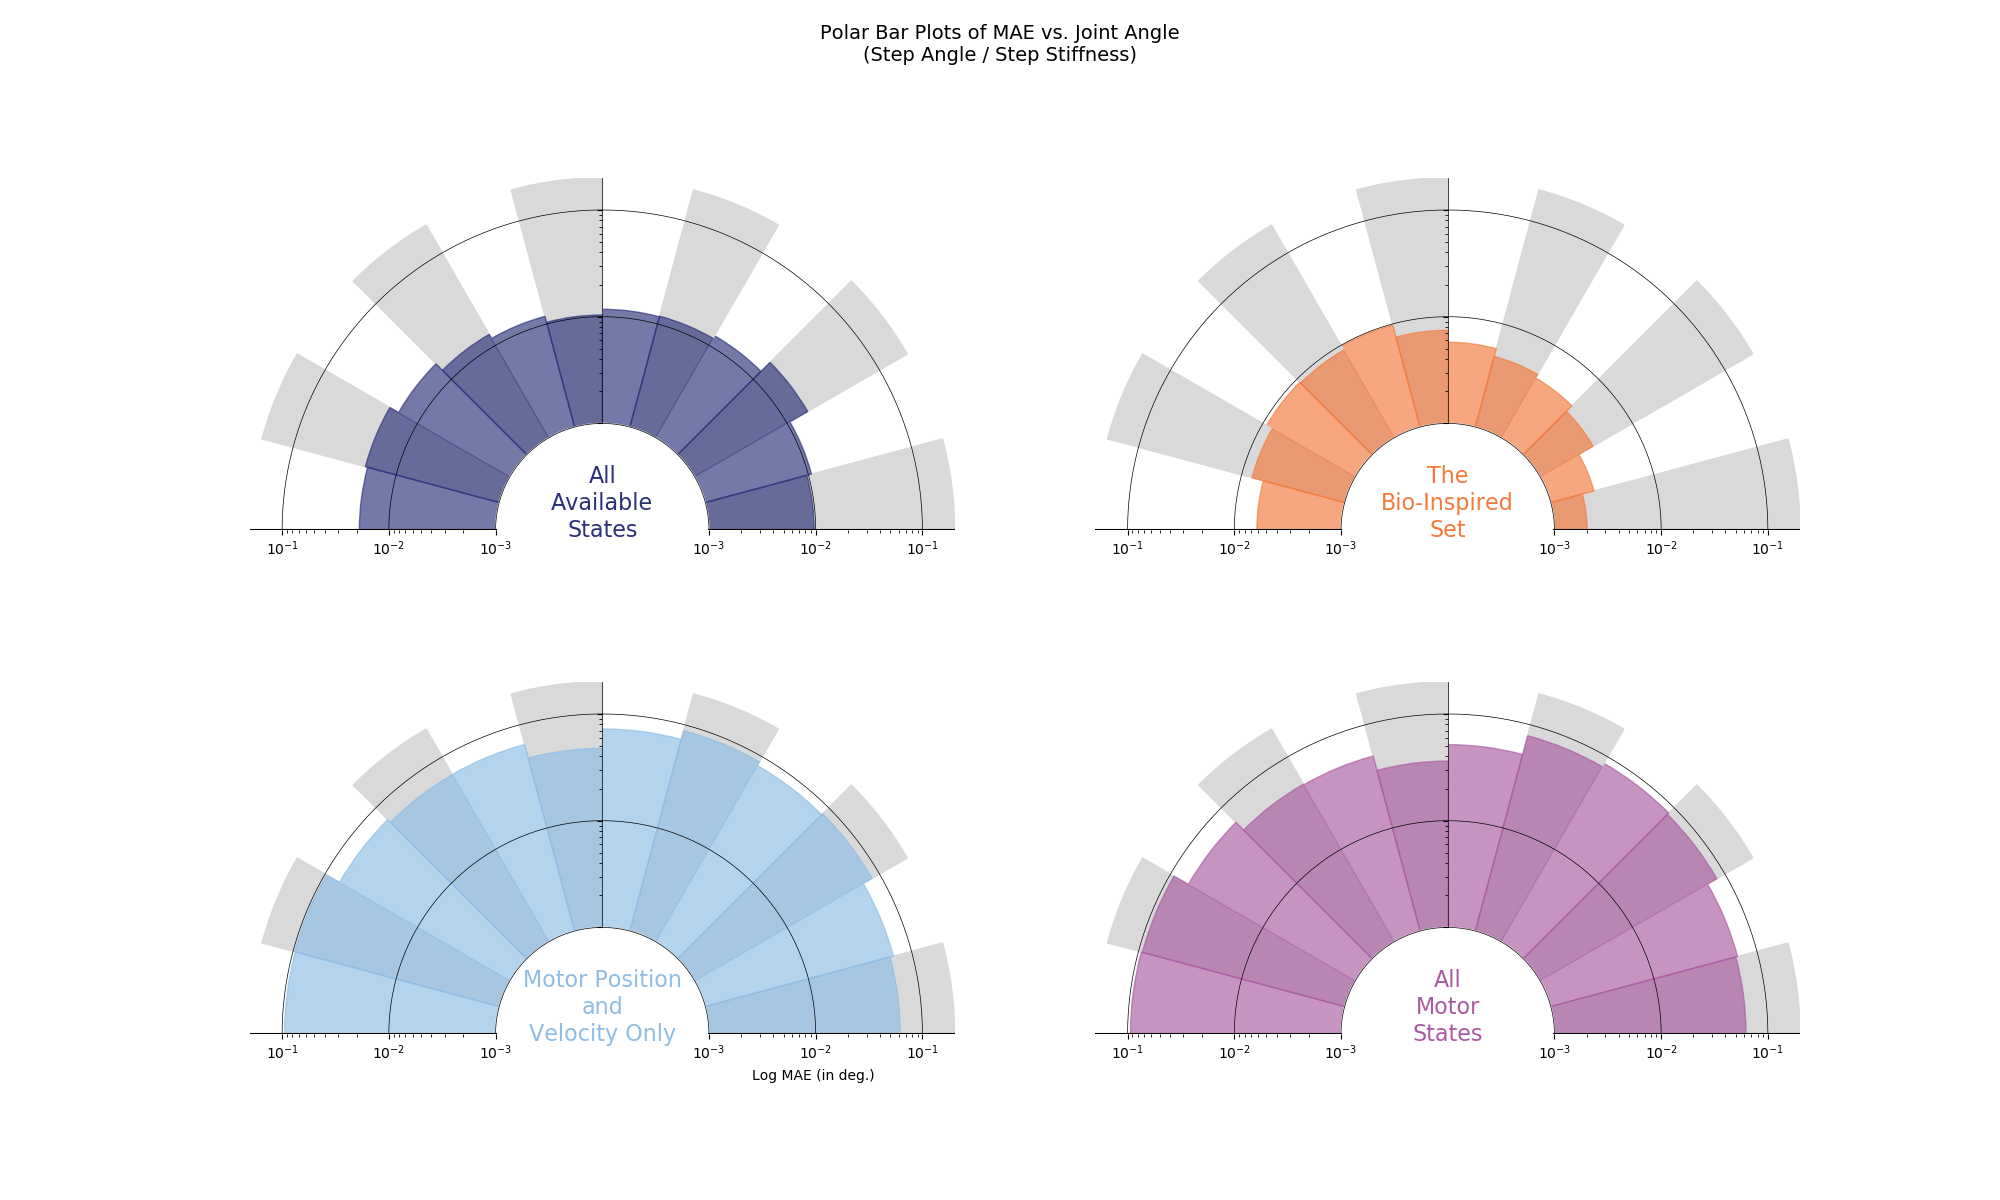 Polar Bar Plots of MAE vs. Joint Angle
(Step Angle / Step Stiffness)
All
Available
States
10⁻¹ 10⁻² 10⁻³ 10⁻³ 10⁻² 10⁻¹
The
Bio-Inspired
Set
10⁻¹ 10⁻² 10⁻³ 10⁻³ 10⁻² 10⁻¹
Motor Position
and
Velocity Only
10⁻¹ 10⁻² 10⁻³ 10⁻³ 10⁻² 10⁻¹
Log MAE (in deg.)
All
Motor
States
10⁻¹ 10⁻² 10⁻³ 10⁻³ 10⁻² 10⁻¹